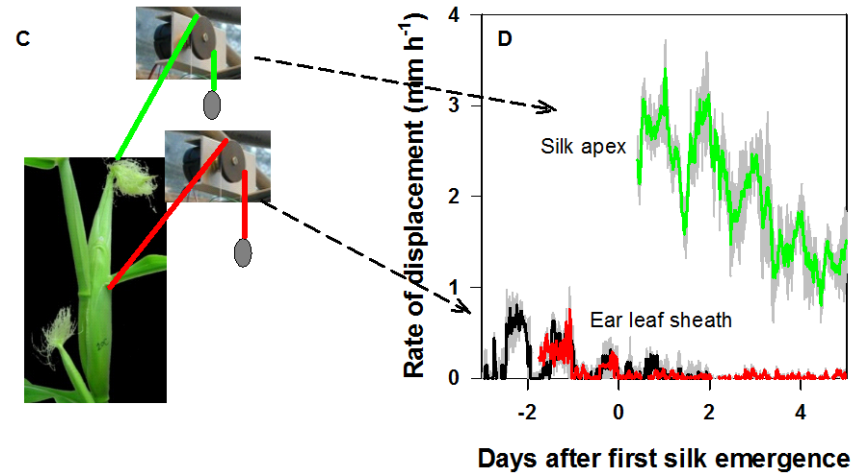 C
D
Rate of displacement (mm h⁻¹)
4
3
2
1
0
Silk apex
Ear leaf sheath
-2
0
2
4
Days after first silk emergence